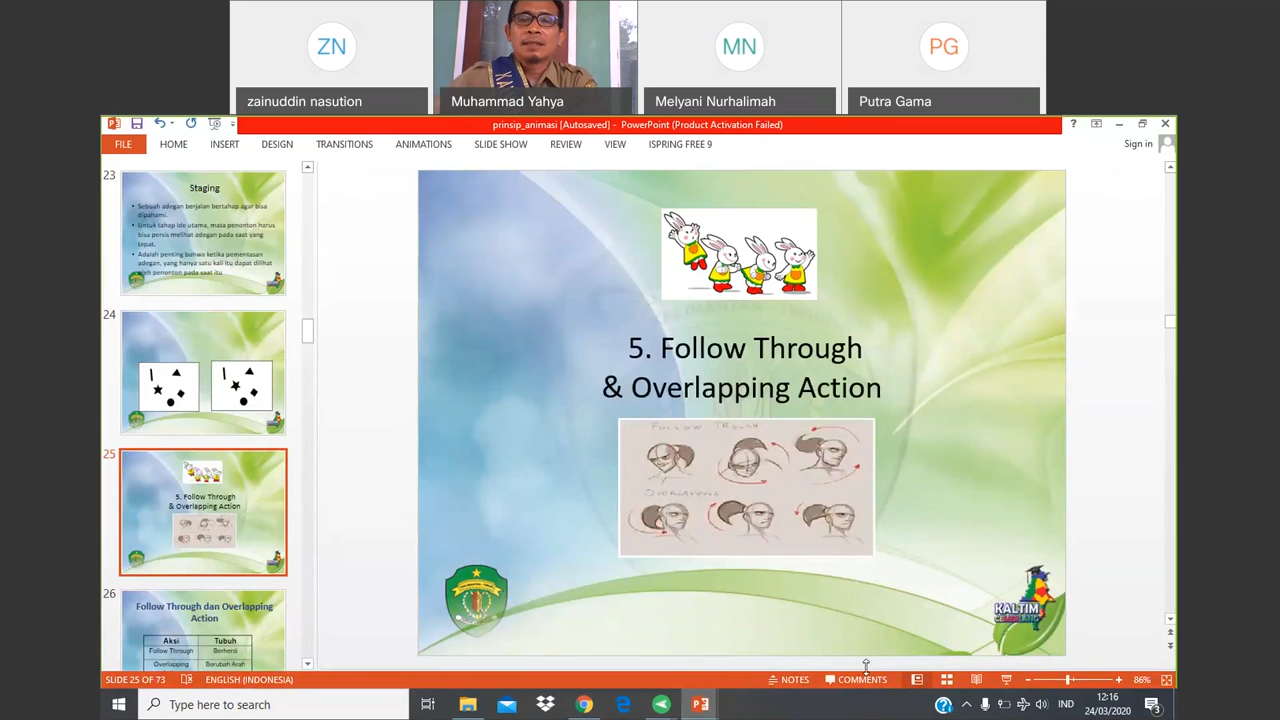 ZN
MN
PG
zainuddin nasution
Muhammad Yahya
Melyani Nurhalimah
Putra Gama
prinsip_animasi [Autosaved] - PowerPoint (Product Activation Failed)
FILE HOME INSERT DESIGN TRANSITIONS ANIMATIONS SLIDE SHOW REVIEW VIEW ISPRING FREE 9
Sign in
23
Staging
• Sebuah adegan berjalan bertahap agar bisa
dipahami.
• Untuk tahap ide utama, mata penonton harus
bisa persis melihat adegan pada saat yang
tepat.
• Adalah penting bahwa ketika pementasan
adegan, yang hanya satu kali itu dapat dilihat
oleh penonton pada saat itu
24
25
5. Follow Through
& Overlapping Action
26
Follow Through dan Overlapping
Action
Aksi Tubuh
Follow Through Berhenti
Overlapping Berubah Arah
5. Follow Through
& Overlapping Action
FOLLOW TROUGH
KALTIM
SLIDE 25 OF 73
ENGLISH (INDONESIA)
NOTES
COMMENTS
86%
Type here to search
IND
12:16
24/03/2020
3